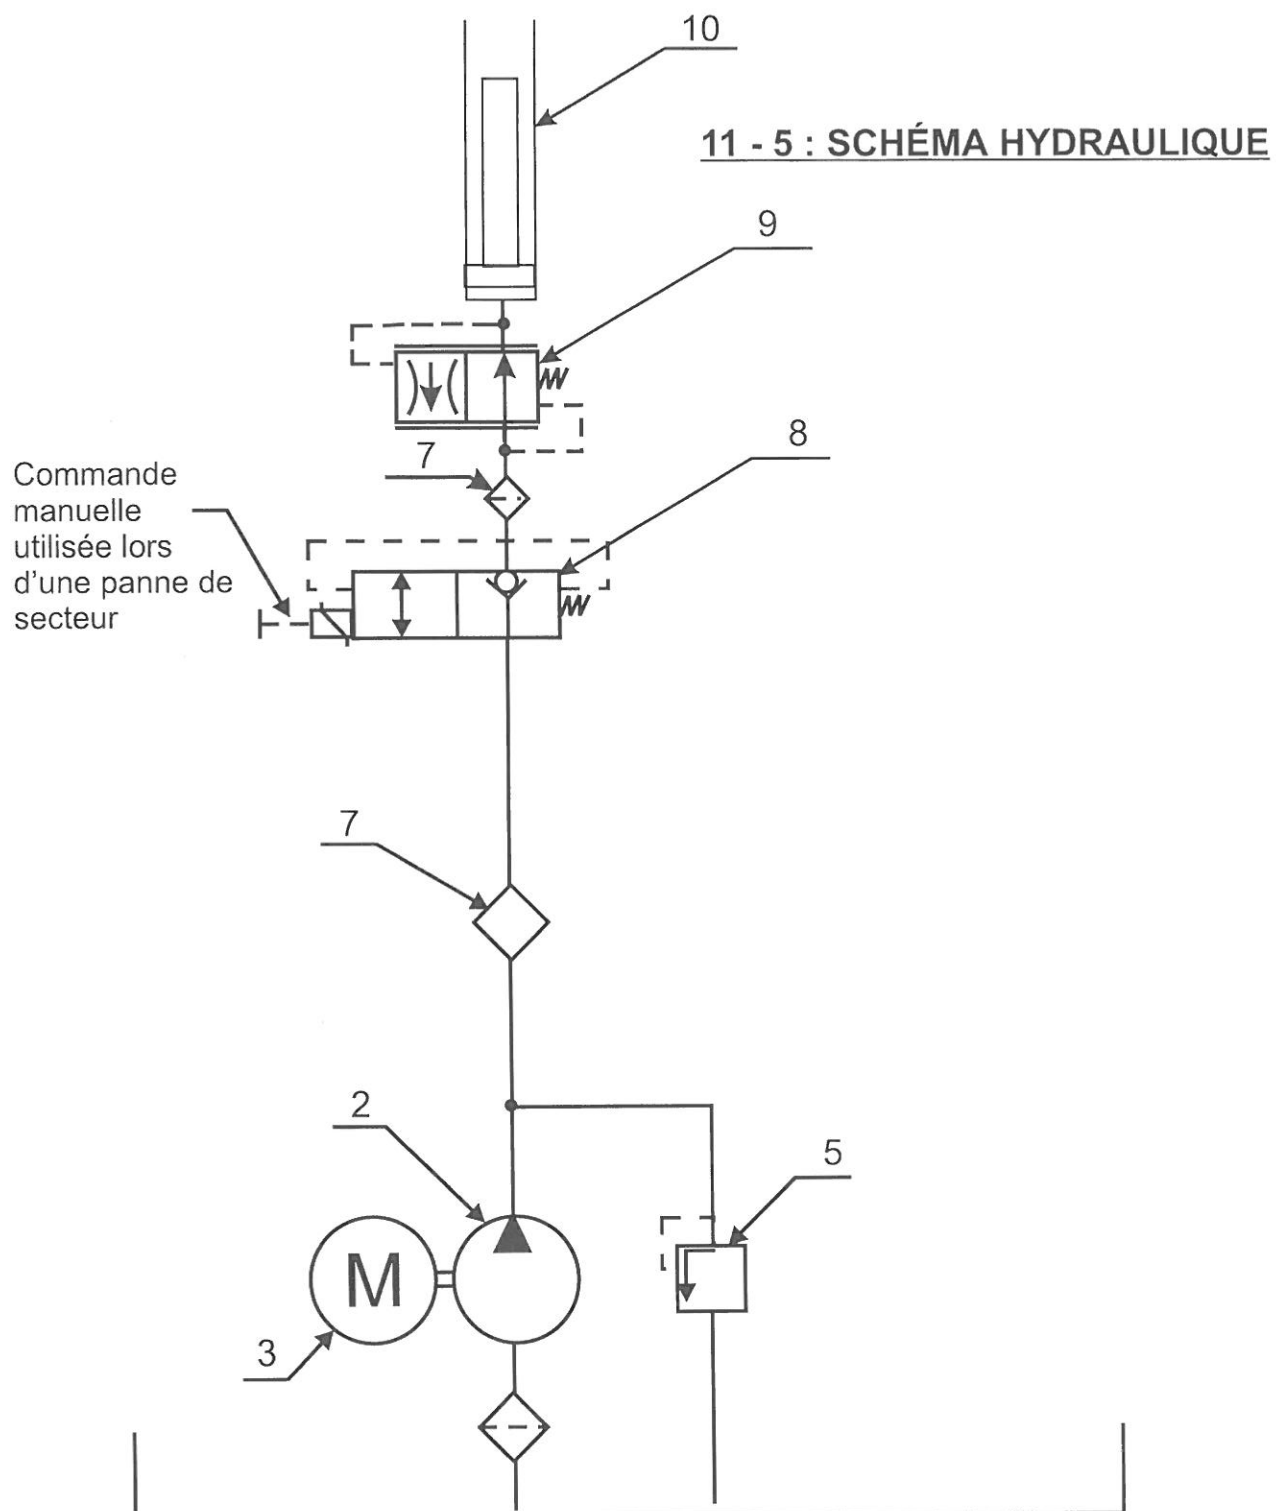 10
11 - 5 : SCHÉMA HYDRAULIQUE
9
7
8
Commande
manuelle
utilisée lors
d'une panne de
secteur
7
2
5
M
3